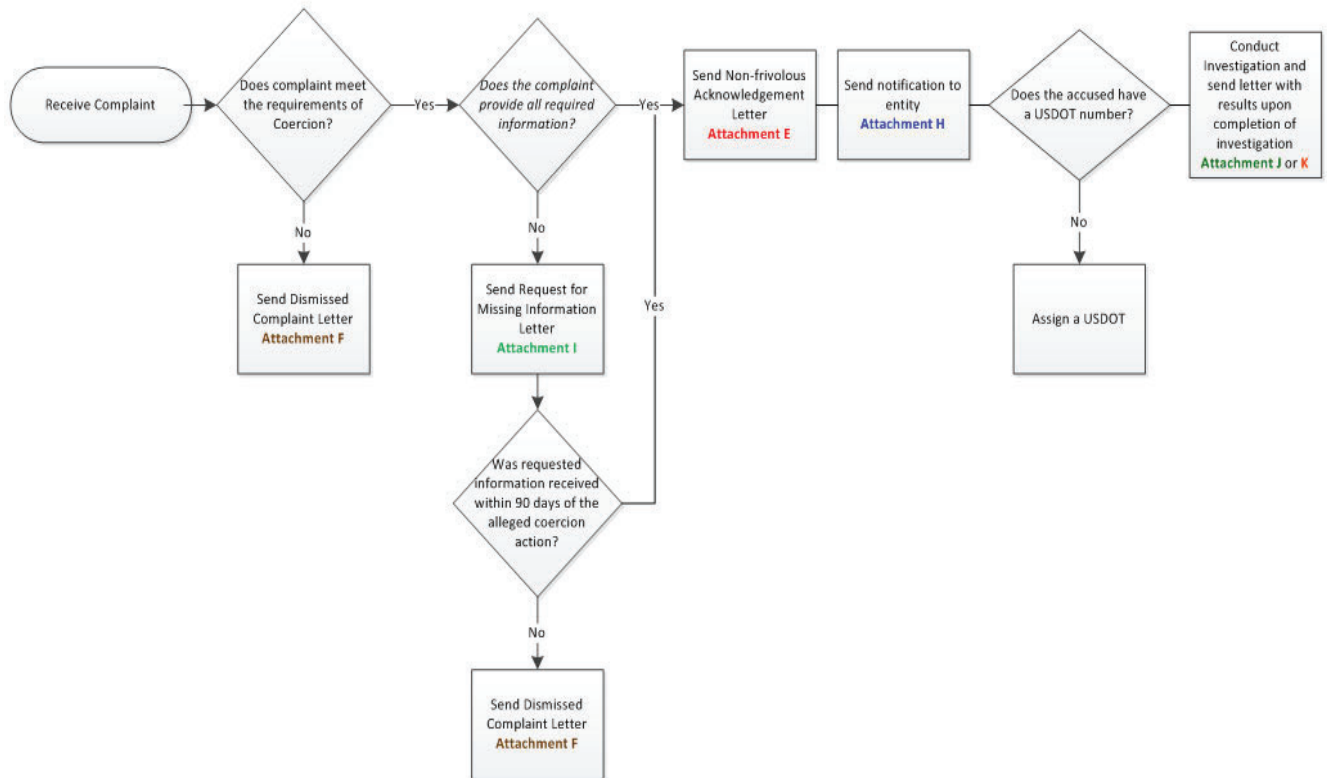 Receive Complaint
Does complaint meet
the requirements of
Coercion?
Yes
Does the complaint
provide all required
information?
Yes
Send Non-frivolous
Acknowledgement
Letter
Attachment E
Send notification to
entity
Attachment H
Does the accused have
a USDOT number?
Conduct
Investigation and
send letter with
results upon
completion of
investigation
Attachment J or K
No
Send Dismissed
Complaint Letter
Attachment F
No
Send Request for
Missing Information
Letter
Attachment I
Yes
No
Assign a USDOT
Was requested
information received
within 90 days of the
alleged coercion
action?
No
Send Dismissed
Complaint Letter
Attachment F